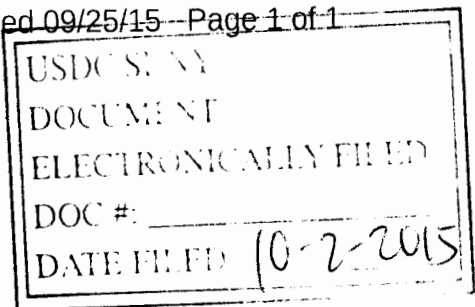 ed 09/25/15 Page 1 of 1
USDC SDNY
DOCUMENT
ELECTRONICALLY FILED
DOC #:
DATE FILED 10-2-2015